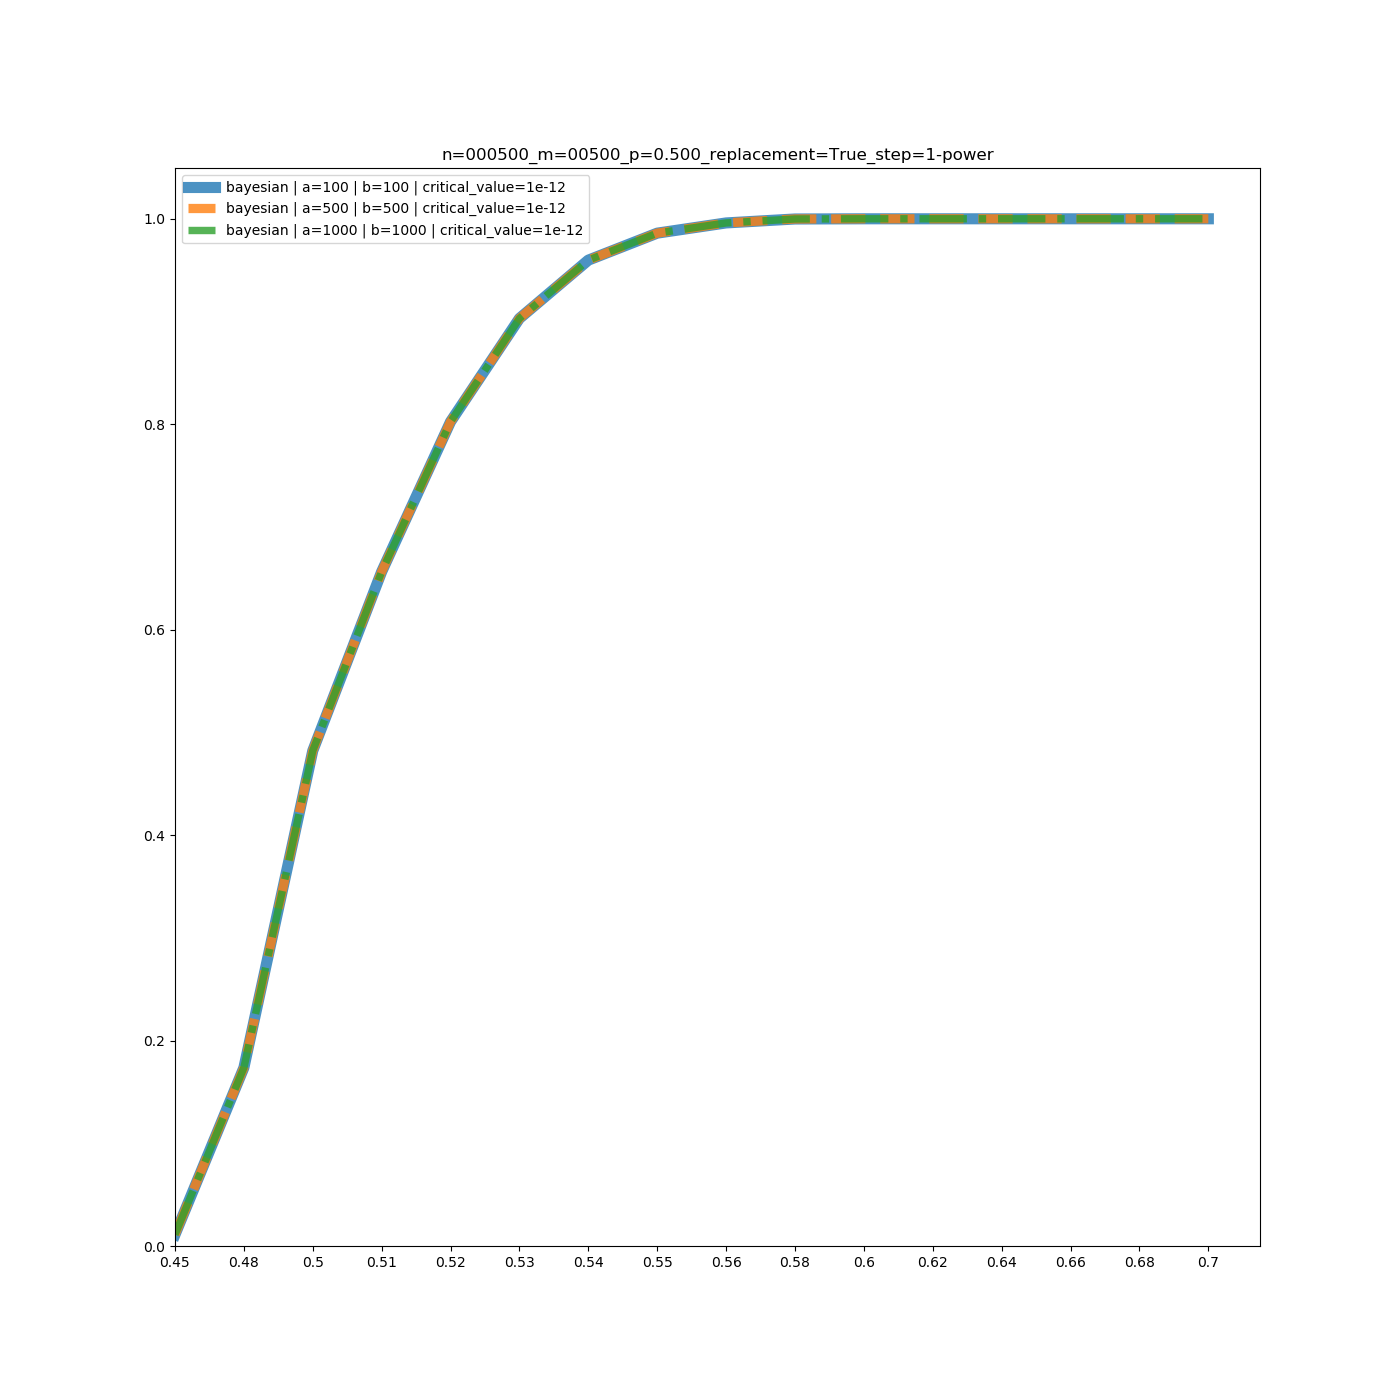 n=000500_m=00500_p=0.500_replacement=True_step=1-power
bayesian | a=100 | b=100 | critical_value=1e-12
bayesian | a=500 | b=500 | critical_value=1e-12
bayesian | a=1000 | b=1000 | critical_value=1e-12
1.0
0.8
0.6
0.4
0.2
0.0
0.45 0.48 0.5 0.51 0.52 0.53 0.54 0.55 0.56 0.58 0.6 0.62 0.64 0.66 0.68 0.7